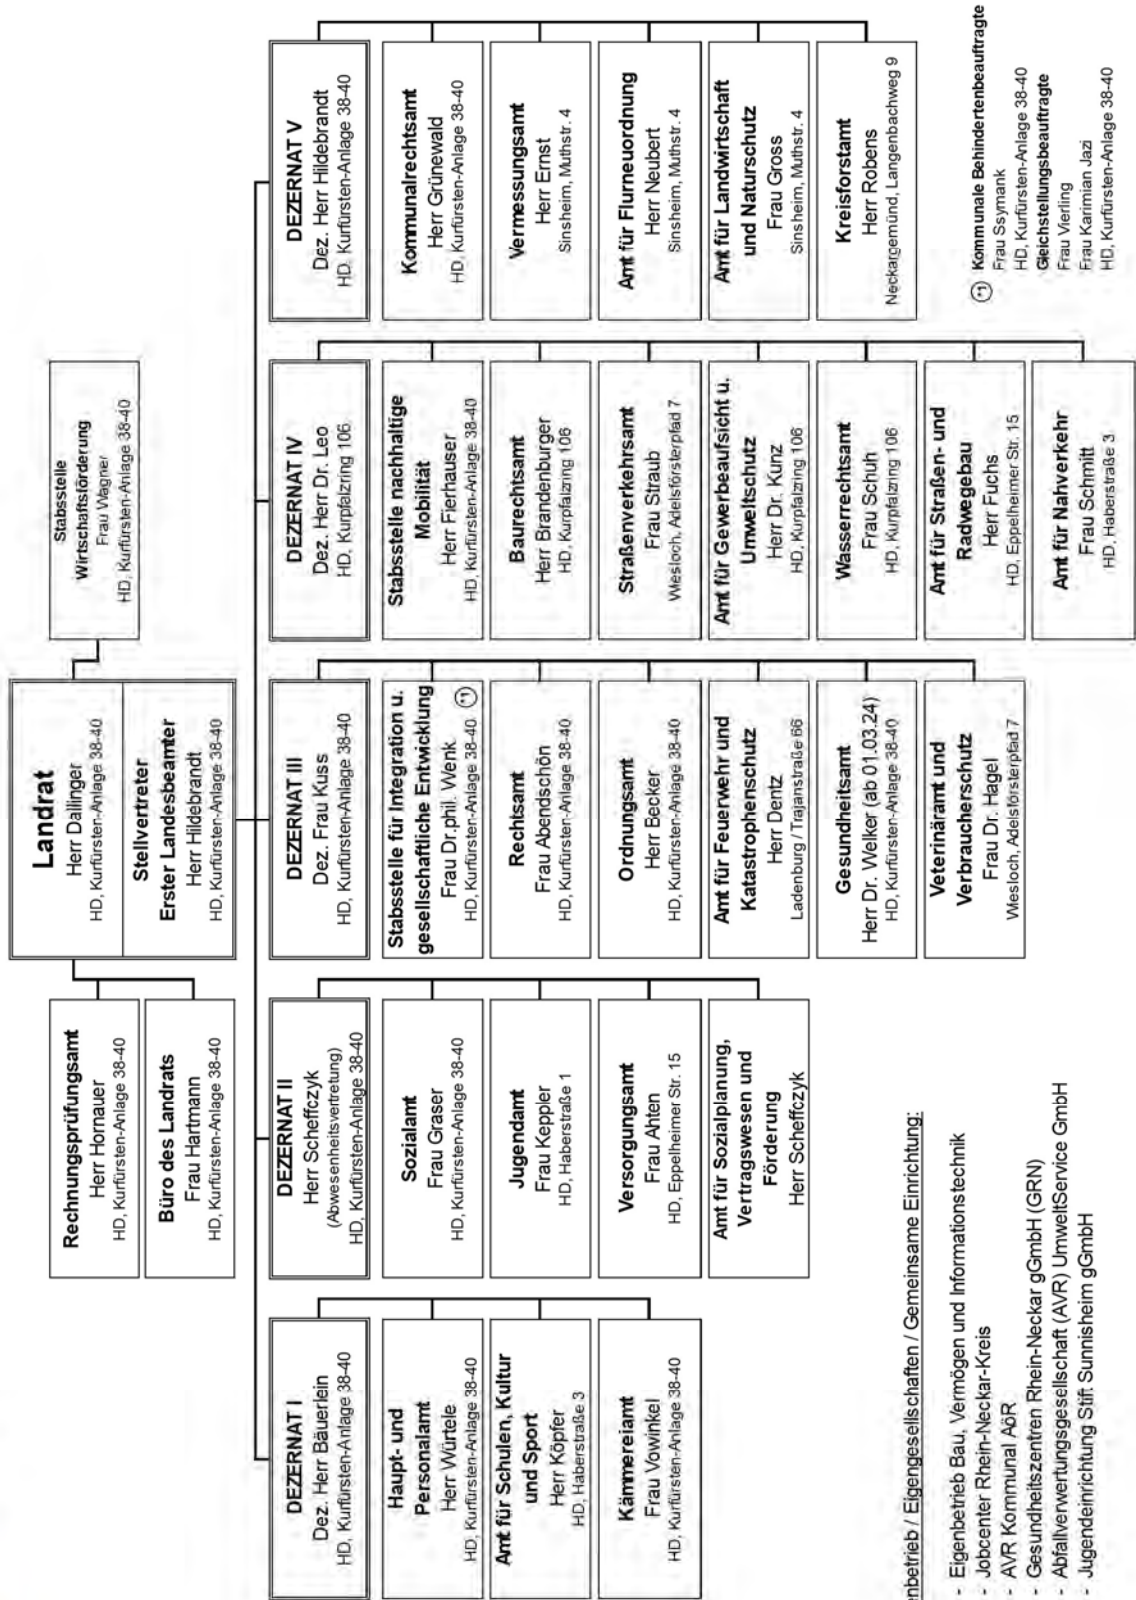 Landrat
Herr Dallinger
HD, Kurfürsten-Anlage 38-40
Stellvertreter
Erster Landesbeamter
Herr Hildebrandt
HD, Kurfürsten-Anlage 38-40
Rechnungsprüfungsamt
Herr Hornauer
HD, Kurfürsten-Anlage 38-40
Büro des Landrats
Frau Hartmann
HD, Kurfürsten-Anlage 38-40
Stabsstelle
Wirtschaftsförderung
Frau Wagner
HD, Kurfürsten-Anlage 38-40
DEZERNAT I
Dez. Herr Bäuerlein
HD, Kurfürsten-Anlage 38-40
Haupt- und
Personalamt
Herr Würtele
HD, Kurfürsten-Anlage 38-40
Amt für Schulen, Kultur
und Sport
Herr Köpfer
HD, Haberstraße 3
Kämmereiamt
Frau Vowinkel
HD, Kurfürsten-Anlage 38-40
DEZERNAT II
Herr Scheffczyk
(Abwesenheitsvertretung)
HD, Kurfürsten-Anlage 38-40
Sozialamt
Frau Graser
HD, Kurfürsten-Anlage 38-40
Jugendamt
Frau Keppler
HD, Haberstraße 1
Versorgungsamt
Frau Ahten
HD, Eppelheimer Str. 15
Amt für Sozialplanung,
Vertragswesen und
Förderung
Herr Scheffczyk
DEZERNAT III
Dez. Frau Kuss
HD, Kurfürsten-Anlage 38-40
Stabsstelle für Integration u.
gesellschaftliche Entwicklung
Frau Dr.phil. Wenk
HD, Kurfürsten-Anlage 38-40 *1
Rechtsamt
Frau Abendschön
HD, Kurfürsten-Anlage 38-40
Ordnungsamt
Herr Becker
HD, Kurfürsten-Anlage 38-40
Amt für Feuerwehr und
Katastrophenschutz
Herr Dentz
Ladenburg / Trajanstraße 66
Gesundheitsamt
Herr Dr. Welker (ab 01.03.24)
HD, Kurfürsten-Anlage 38-40
Veterinäramt und
Verbraucherschutz
Frau Dr. Hagel
Wiesloch, Adelsförsterpfad 7
DEZERNAT IV
Dez. Herr Dr. Leo
HD, Kurpfalzring 106
Stabsstelle nachhaltige
Mobilität
Herr Fierhauser
HD, Kurfürsten-Anlage 38-40
Baurechtsamt
Herr Brandenburger
HD, Kurpfalzring 106
Straßenverkehrsamt
Frau Straub
Wiesloch, Adelsförsterpfad 7
Amt für Gewerbeaufsicht u.
Umweltschutz
Herr Dr. Kunz
HD, Kurpfalzring 106
Wasserrechtsamt
Frau Schuh
HD, Kurpfalzring 106
Amt für Straßen- und
Radwegebau
Herr Fuchs
HD, Eppelheimer Str. 15
Amt für Nahverkehr
Frau Schmitt
HD, Haberstraße 3
DEZERNAT V
Dez. Herr Hildebrandt
HD, Kurfürsten-Anlage 38-40
Kommunalrechtsamt
Herr Grünewald
HD, Kurfürsten-Anlage 38-40
Vermessungsamt
Herr Ernst
Sinsheim, Muthstr. 4
Amt für Flurneuordnung
Herr Neubert
Sinsheim, Muthstr. 4
Amt für Landwirtschaft
und Naturschutz
Frau Gross
Sinsheim, Muthstr. 4
Kreisforstamt
Herr Robens
Neckargemünd, Langenbachweg 9
*1 Kommunale Behindertenbeauftragte
Frau Ssymank
HD, Kurfürsten-Anlage 38-40
Gleichstellungsbeauftragte
Frau Vierling
Frau Karimian Jazi
HD, Kurfürsten-Anlage 38-40
nbetrieb / Eigengesellschaften / Gemeinsame Einrichtung:
- Eigenbetrieb Bau, Vermögen und Informationstechnik
- Jobcenter Rhein-Neckar-Kreis
- AVR Kommunal AöR
- Gesundheitszentren Rhein-Neckar gGmbH (GRN)
- Abfallverwertungsgesellschaft (AVR) UmweltService GmbH
- Jugendeinrichtung Stift Sunnisheim gGmbH